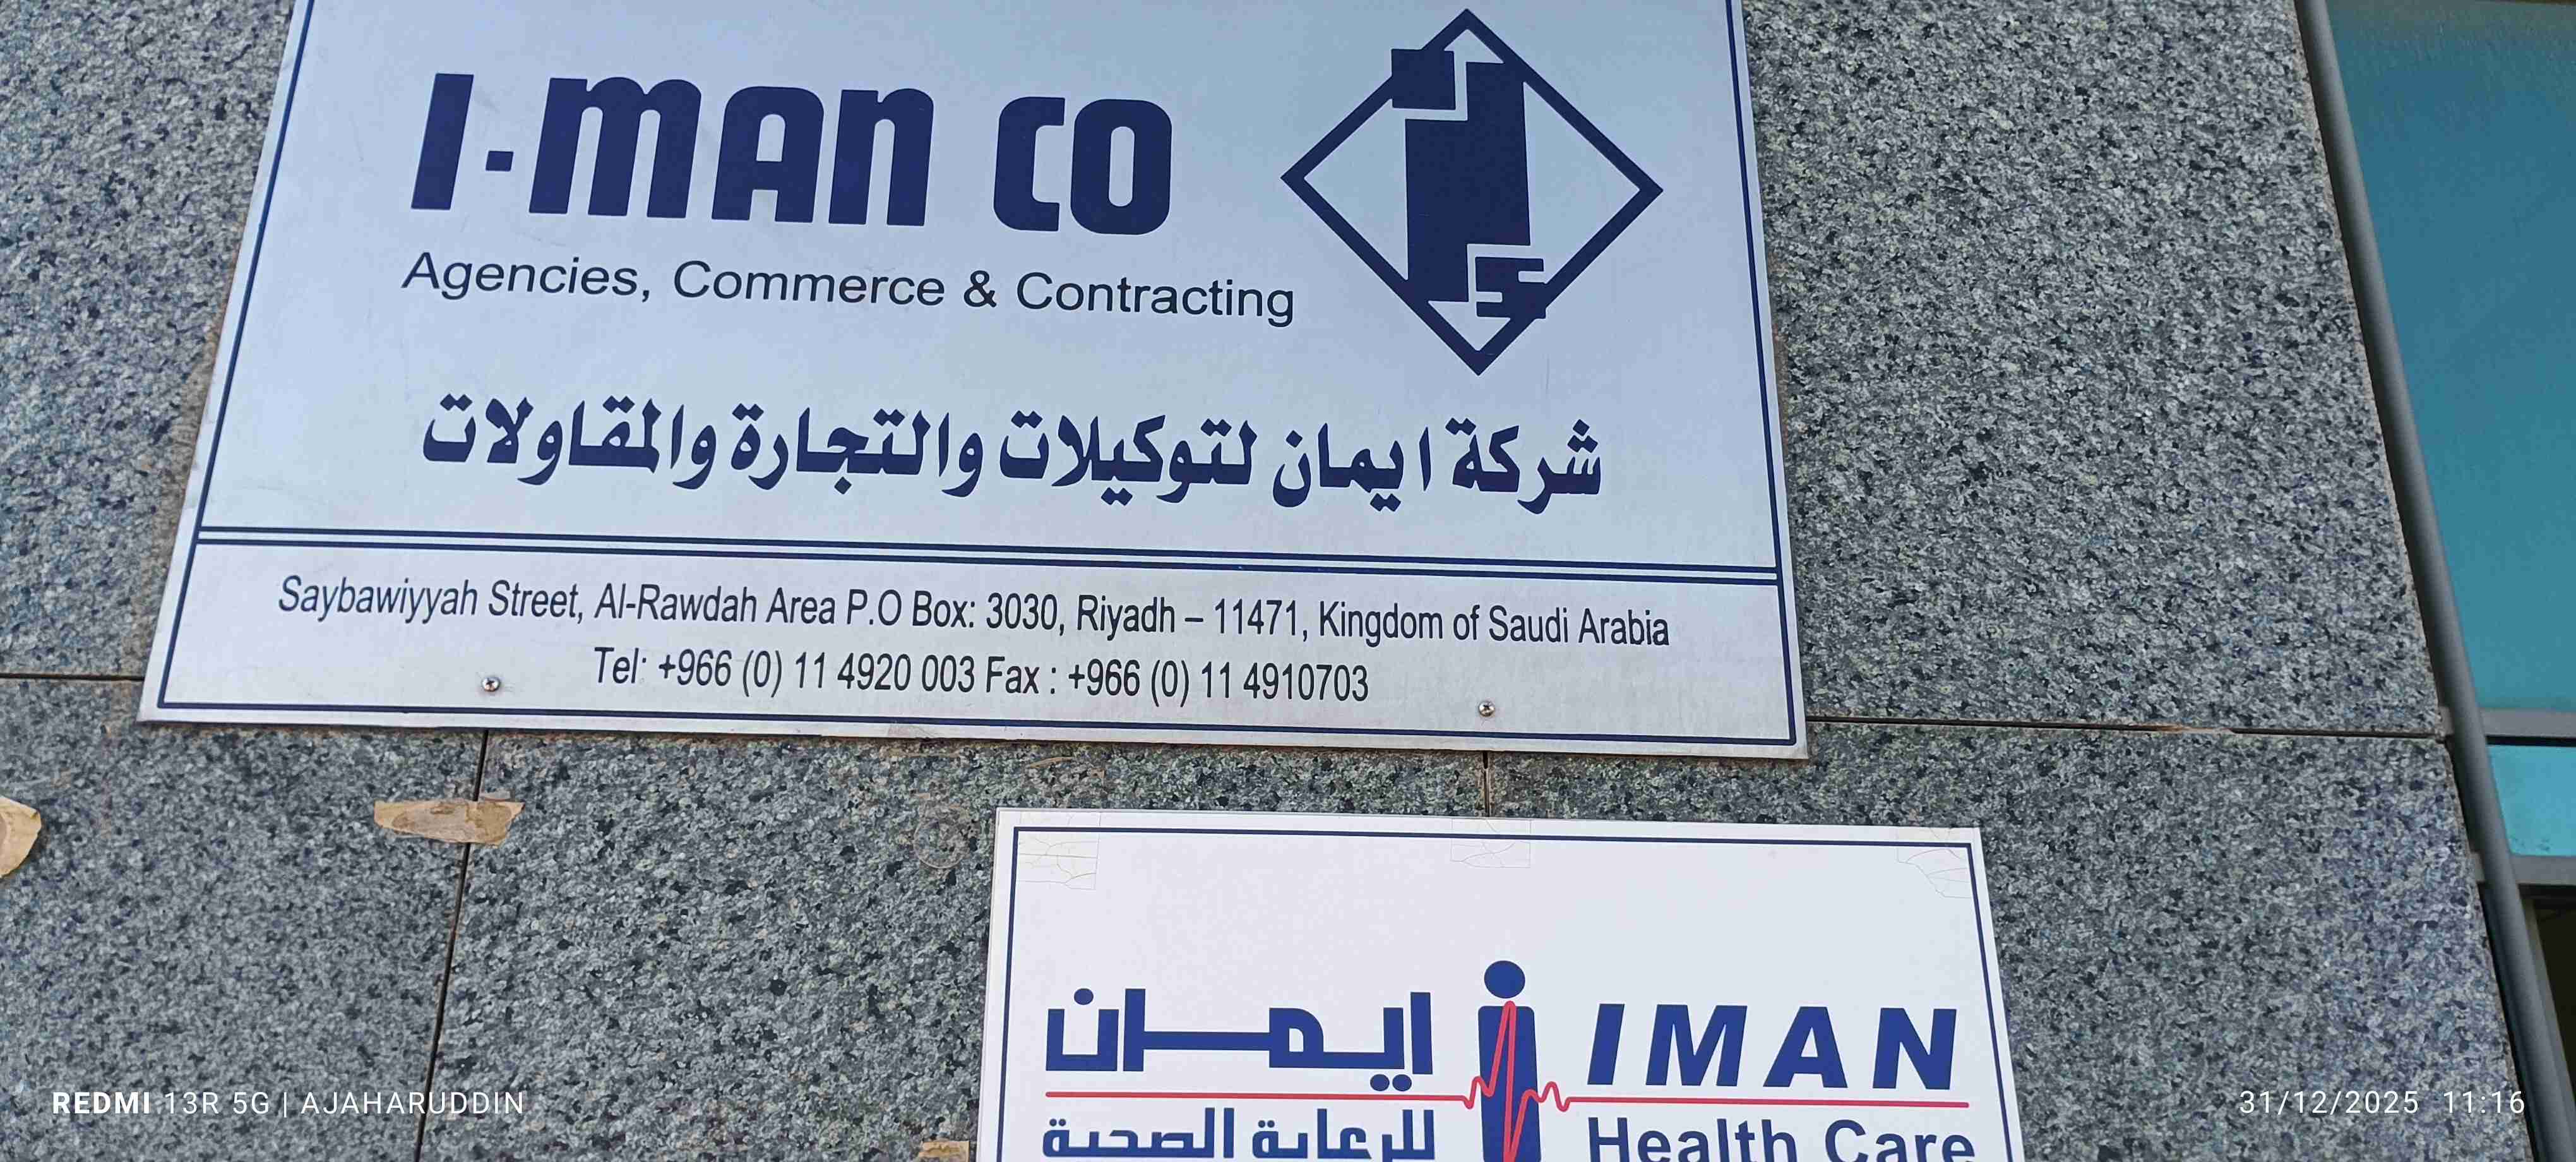 I-MAN CO
Agencies, Commerce & Contracting
شركة ايمان لتوكيلات والتجارة والمقاولات
Saybawiyyah Street, Al-Rawdah Area P.O Box: 3030, Riyadh – 11471, Kingdom of Saudi Arabia
Tel: +966 (0) 11 4920 003 Fax : +966 (0) 11 4910703
ايمان
للرعاية الصحية
IMAN
Health Care
REDMI 13R 5G | AJAHARUDDIN
31/12/2025 11:16